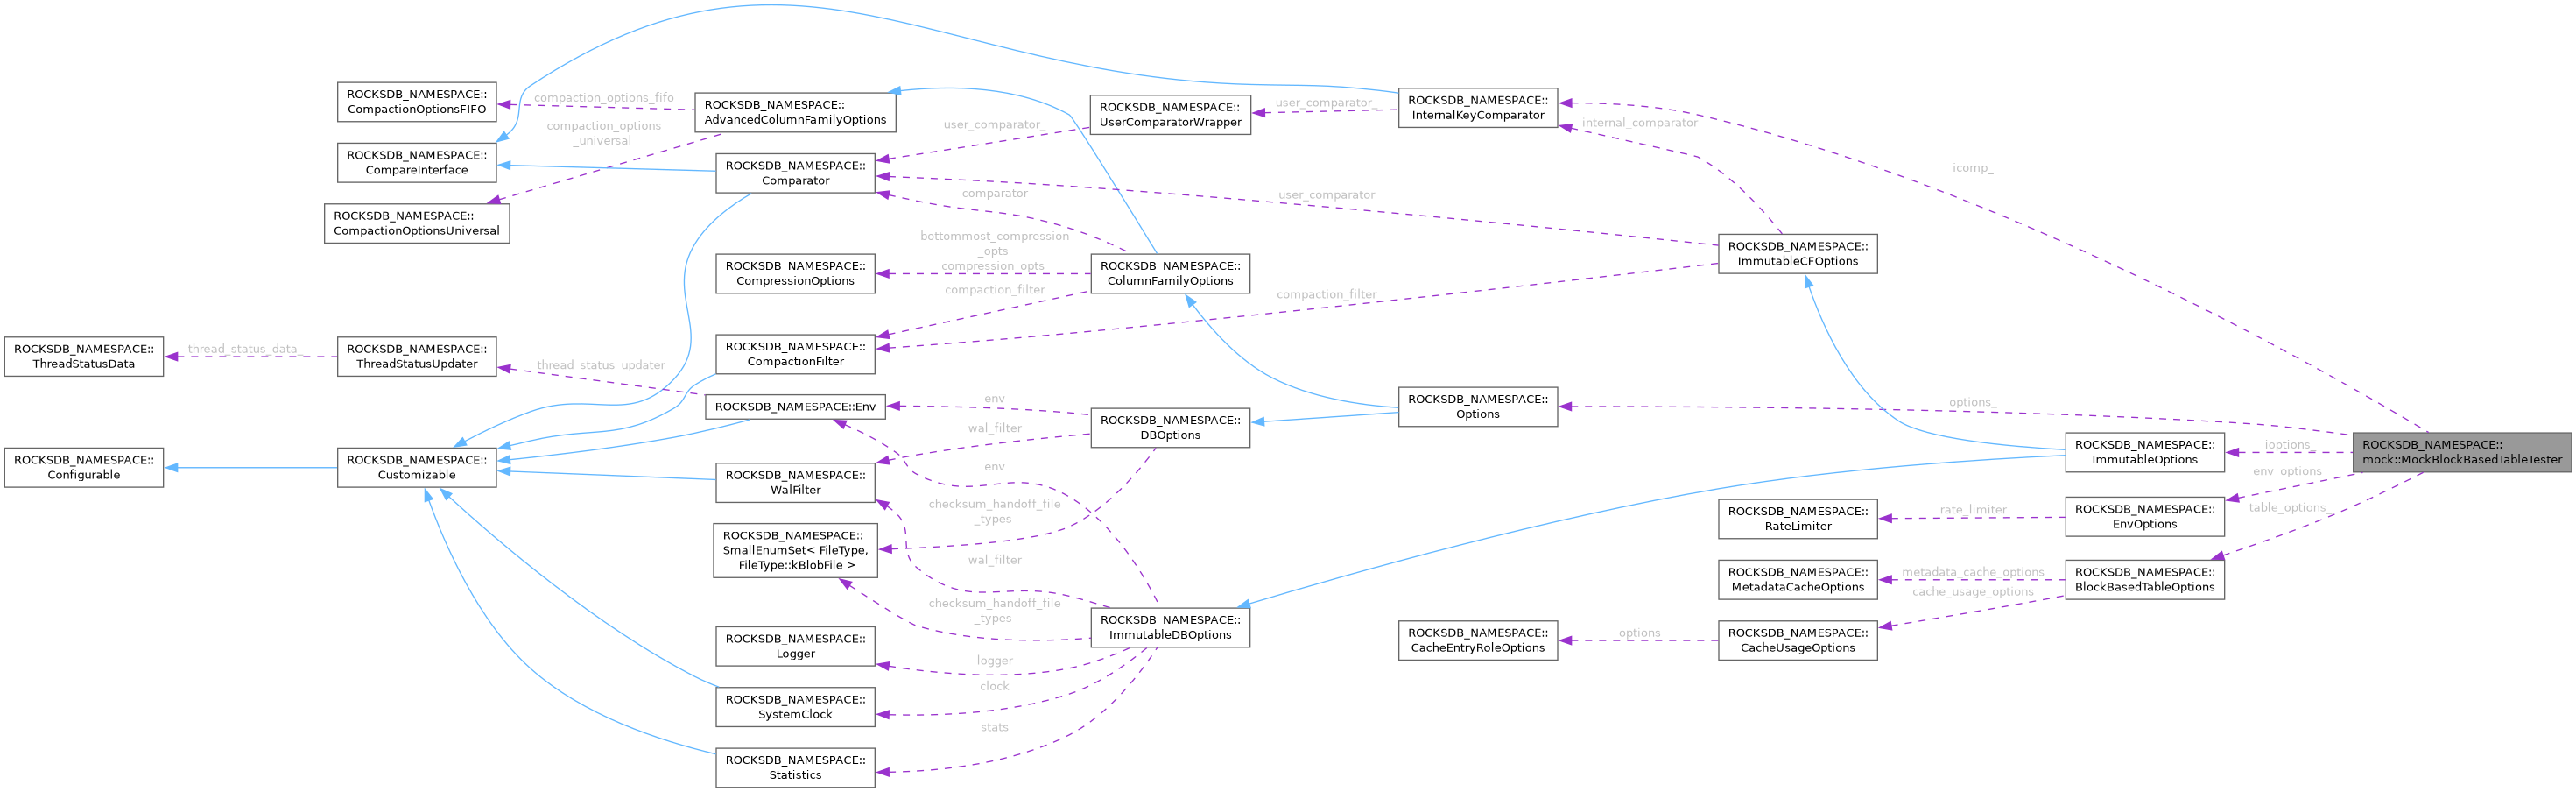 ROCKSDB_NAMESPACE::
CompactionOptionsFIFO
ROCKSDB_NAMESPACE::
CompareInterface
ROCKSDB_NAMESPACE::
CompactionOptionsUniversal
ROCKSDB_NAMESPACE::
ThreadStatusData
thread_status_data_
ROCKSDB_NAMESPACE::
ThreadStatusUpdater
ROCKSDB_NAMESPACE::
Configurable
ROCKSDB_NAMESPACE::
Customizable
compaction_options_fifo
compaction_options
_universal
thread_status_updater_
ROCKSDB_NAMESPACE::
AdvancedColumnFamilyOptions
ROCKSDB_NAMESPACE::
Comparator
ROCKSDB_NAMESPACE::
CompressionOptions
ROCKSDB_NAMESPACE::
CompactionFilter
ROCKSDB_NAMESPACE::Env
ROCKSDB_NAMESPACE::
WalFilter
ROCKSDB_NAMESPACE::
SmallEnumSet< FileType,
FileType::kBlobFile >
ROCKSDB_NAMESPACE::
Logger
ROCKSDB_NAMESPACE::
SystemClock
ROCKSDB_NAMESPACE::
Statistics
user_comparator_
comparator
bottommost_compression
_opts
compression_opts
compaction_filter
env
wal_filter
env
checksum_handoff_file
_types
wal_filter
checksum_handoff_file
_types
logger
clock
stats
ROCKSDB_NAMESPACE::
UserComparatorWrapper
ROCKSDB_NAMESPACE::
ColumnFamilyOptions
ROCKSDB_NAMESPACE::
DBOptions
ROCKSDB_NAMESPACE::
ImmutableDBOptions
user_comparator_
user_comparator
compaction_filter
ROCKSDB_NAMESPACE::
InternalKeyComparator
ROCKSDB_NAMESPACE::
Options
ROCKSDB_NAMESPACE::
CacheEntryRoleOptions
internal_comparator
options
ROCKSDB_NAMESPACE::
ImmutableCFOptions
ROCKSDB_NAMESPACE::
RateLimiter
ROCKSDB_NAMESPACE::
MetadataCacheOptions
ROCKSDB_NAMESPACE::
CacheUsageOptions
icomp_
options_
rate_limiter
metadata_cache_options
cache_usage_options
ROCKSDB_NAMESPACE::
ImmutableOptions
ROCKSDB_NAMESPACE::
EnvOptions
ROCKSDB_NAMESPACE::
BlockBasedTableOptions
ioptions_
env_options_
table_options_
ROCKSDB_NAMESPACE::
mock::MockBlockBasedTableTester